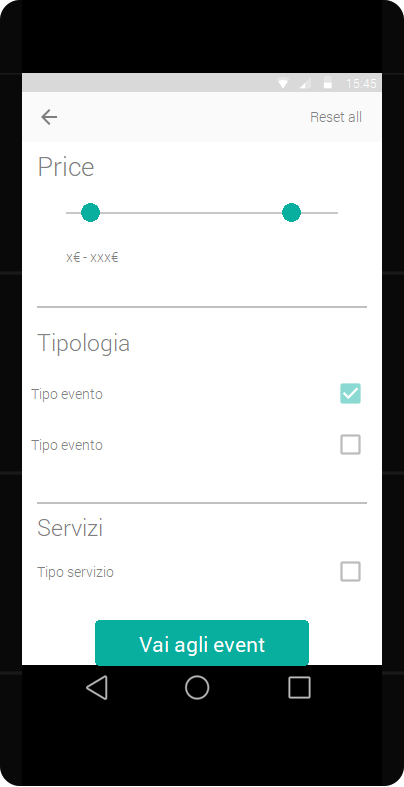 15:45
Reset all
Price
x€ - xxx€
Tipologia
Tipo evento
Tipo evento
Servizi
Tipo servizio
Vai agli event